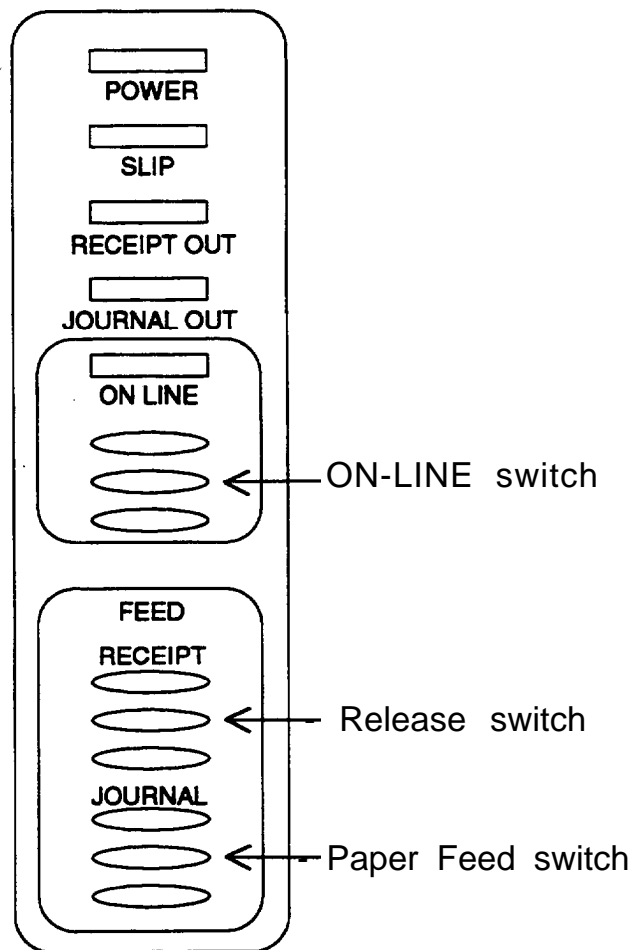 POWER
SLIP
RECEIPT OUT
JOURNAL OUT
ON LINE
ON-LINE switch
FEED
RECEIPT
Release switch
JOURNAL
Paper Feed switch